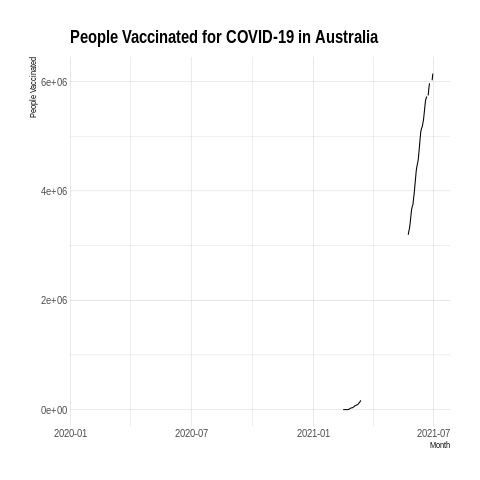 People Vaccinated for COVID-19 in Australia
People Vaccinated
6e+06
4e+06
2e+06
0e+00
2020-01
2020-07
2021-01
2021-07
Month